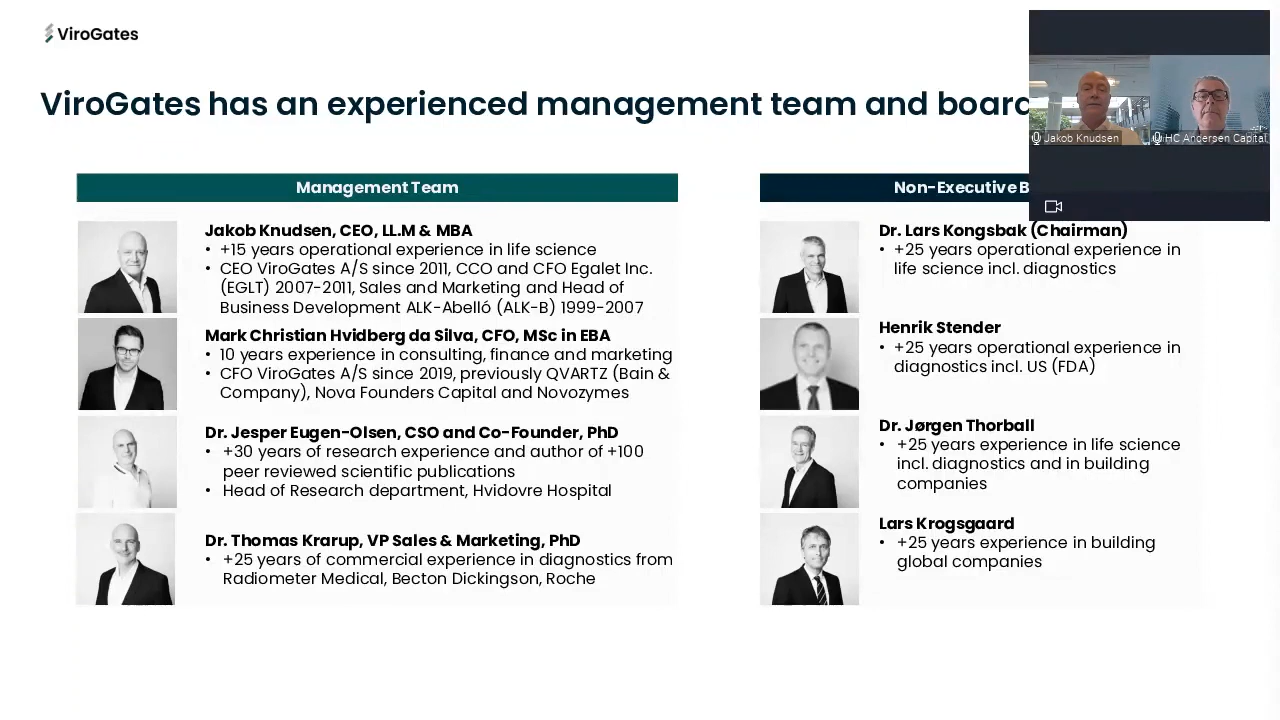 ViroGates
ViroGates has an experienced management team and board
Jakob Knudsen
HC Andersen Capital
Management Team
Jakob Knudsen, CEO, LL.M & MBA
• +15 years operational experience in life science
• CEO ViroGates A/S since 2011, CCO and CFO Egalet Inc.
(EGLT) 2007-2011, Sales and Marketing and Head of
Business Development ALK-Abelló (ALK-B) 1999-2007
Mark Christian Hvidberg da Silva, CFO, MSc in EBA
• 10 years experience in consulting, finance and marketing
• CFO ViroGates A/S since 2019, previously QVARTZ (Bain &
Company), Nova Founders Capital and Novozymes
Dr. Jesper Eugen-Olsen, CSO and Co-Founder, PhD
• +30 years of research experience and author of +100
peer reviewed scientific publications
• Head of Research department, Hvidovre Hospital
Dr. Thomas Krarup, VP Sales & Marketing, PhD
• +25 years of commercial experience in diagnostics from
Radiometer Medical, Becton Dickingson, Roche
Non-Executive B
Dr. Lars Kongsbak (Chairman)
• +25 years operational experience in
life science incl. diagnostics
Henrik Stender
• +25 years operational experience in
diagnostics incl. US (FDA)
Dr. Jørgen Thorball
• +25 years experience in life science
incl. diagnostics and in building
companies
Lars Krogsgaard
• +25 years experience in building
global companies